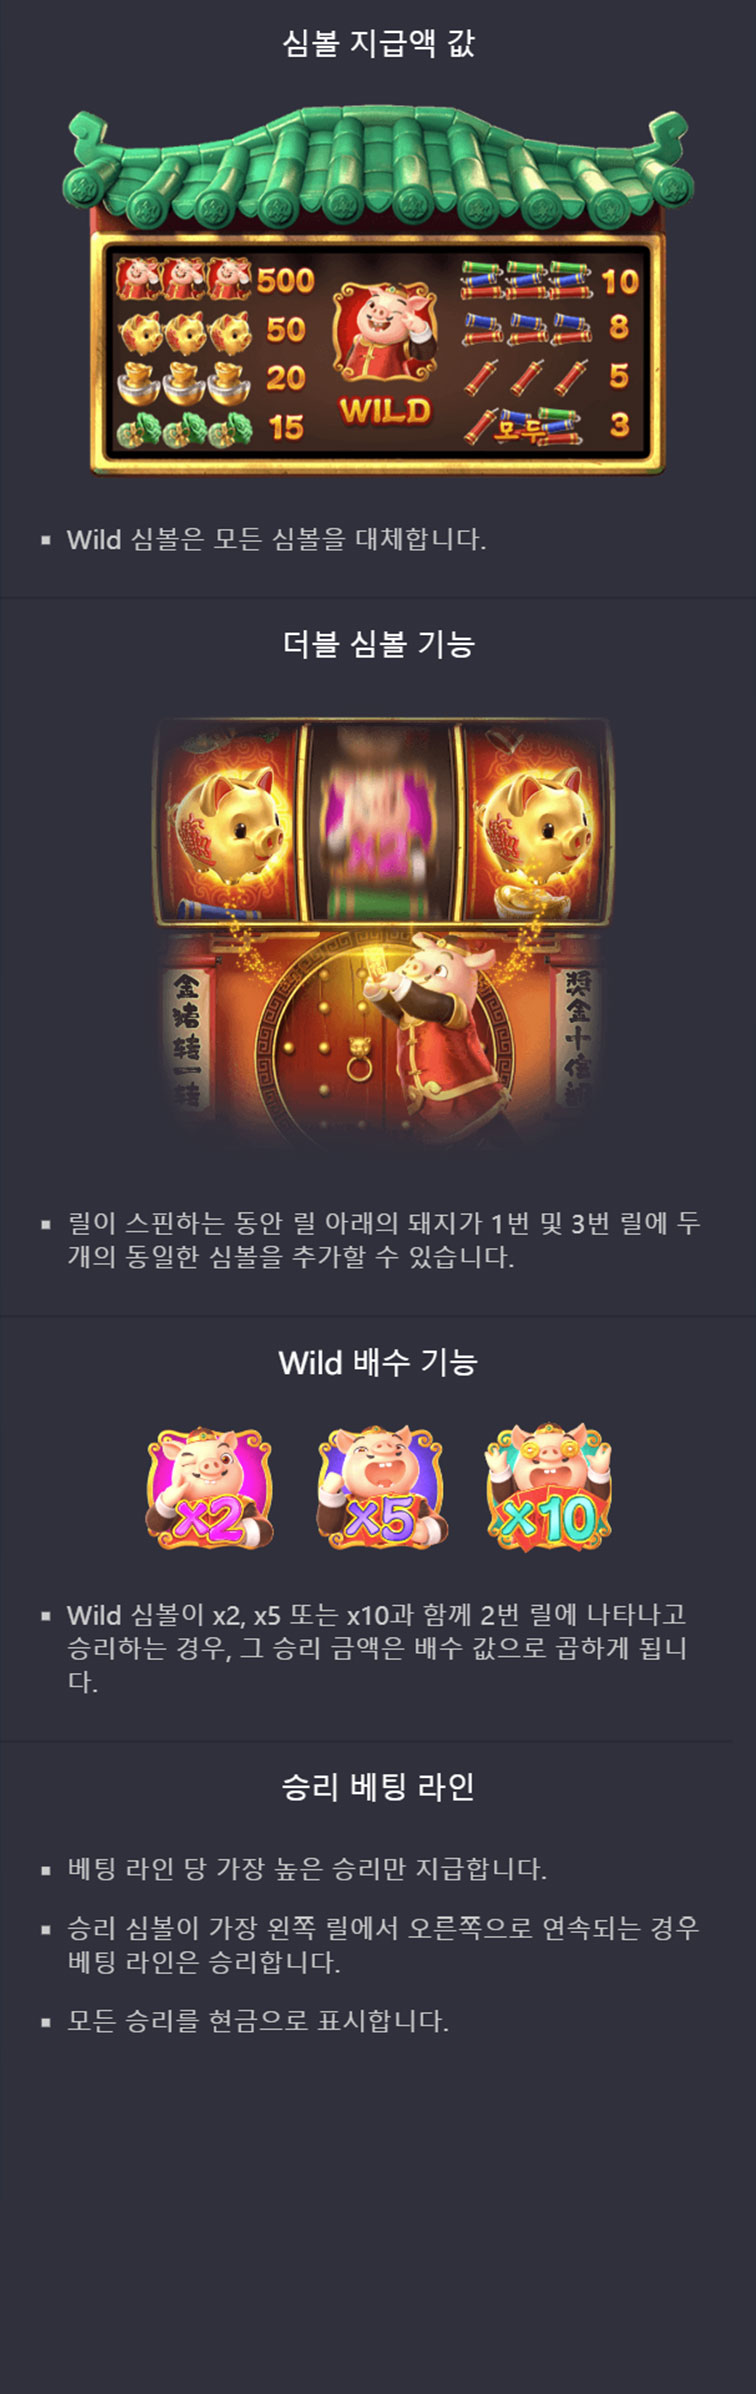 심볼 지급액 값
500
10
50
8
20
WILD
5
15
모두
3
Wild 심볼은 모든 심볼을 대체합니다.
더블 심볼 기능
x2
金猪转一转
奖金十倍
릴이 스핀하는 동안 릴 아래의 돼지가 1번 및 3번 릴에 두
개의 동일한 심볼을 추가할 수 있습니다.
Wild 배수 기능
x2 x5 x10
Wild 심볼이 x2, x5 또는 x10과 함께 2번 릴에 나타나고
승리하는 경우, 그 승리 금액은 배수 값으로 곱하게 됩니
다.
승리 베팅 라인
베팅 라인 당 가장 높은 승리만 지급합니다.
승리 심볼이 가장 왼쪽 릴에서 오른쪽으로 연속되는 경우
베팅 라인은 승리합니다.
모든 승리를 현금으로 표시합니다.